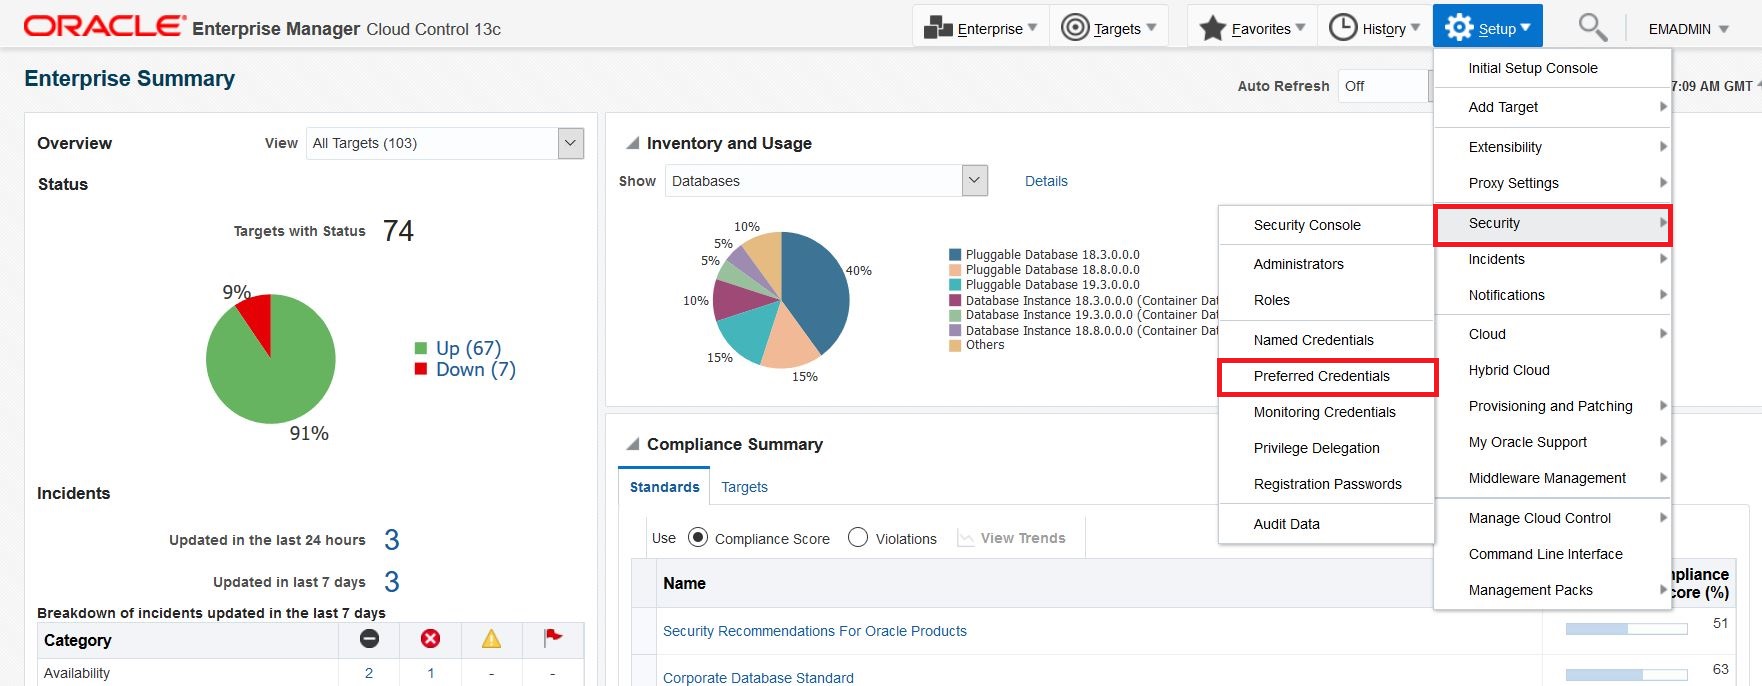 ORACLE® Enterprise Manager Cloud Control 13c
Enterprise
Targets
Favorites
History
Setup
EMADMIN
Enterprise Summary
Auto Refresh Off
7:09 AM GMT
Overview
View All Targets (103)
Status
Targets with Status 74
9%
91%
Up (67)
Down (7)
Incidents
Updated in the last 24 hours 3
Updated in last 7 days 3
Breakdown of incidents updated in the last 7 days
Category
Availability 2 1 - -
Inventory and Usage
Show Databases
Details
10%
5%
5%
10%
15%
15%
40%
Pluggable Database 18.3.0.0.0
Pluggable Database 18.8.0.0.0
Pluggable Database 19.3.0.0.0
Database Instance 18.3.0.0.0 (Container Dat
Database Instance 19.3.0.0.0 (Container Dat
Database Instance 18.8.0.0.0 (Container Dat
Others
Compliance Summary
Standards
Targets
Use Compliance Score Violations View Trends
Name
npliance
core (%)
Security Recommendations For Oracle Products 51
Corporate Database Standard 63
Security Console
Administrators
Roles
Named Credentials
Preferred Credentials
Monitoring Credentials
Privilege Delegation
Registration Passwords
Audit Data
Initial Setup Console
Add Target
Extensibility
Proxy Settings
Security
Incidents
Notifications
Cloud
Hybrid Cloud
Provisioning and Patching
My Oracle Support
Middleware Management
Manage Cloud Control
Command Line Interface
Management Packs